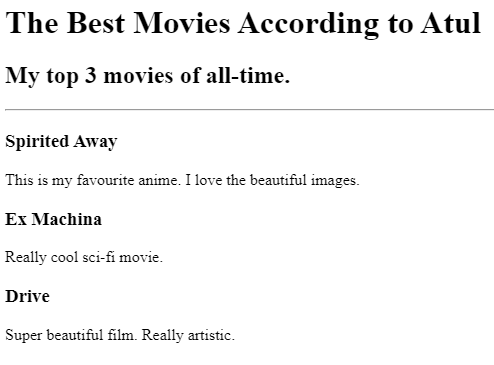 The Best Movies According to Atul
My top 3 movies of all-time.
Spirited Away
This is my favourite anime. I love the beautiful images.
Ex Machina
Really cool sci-fi movie.
Drive
Super beautiful film. Really artistic.